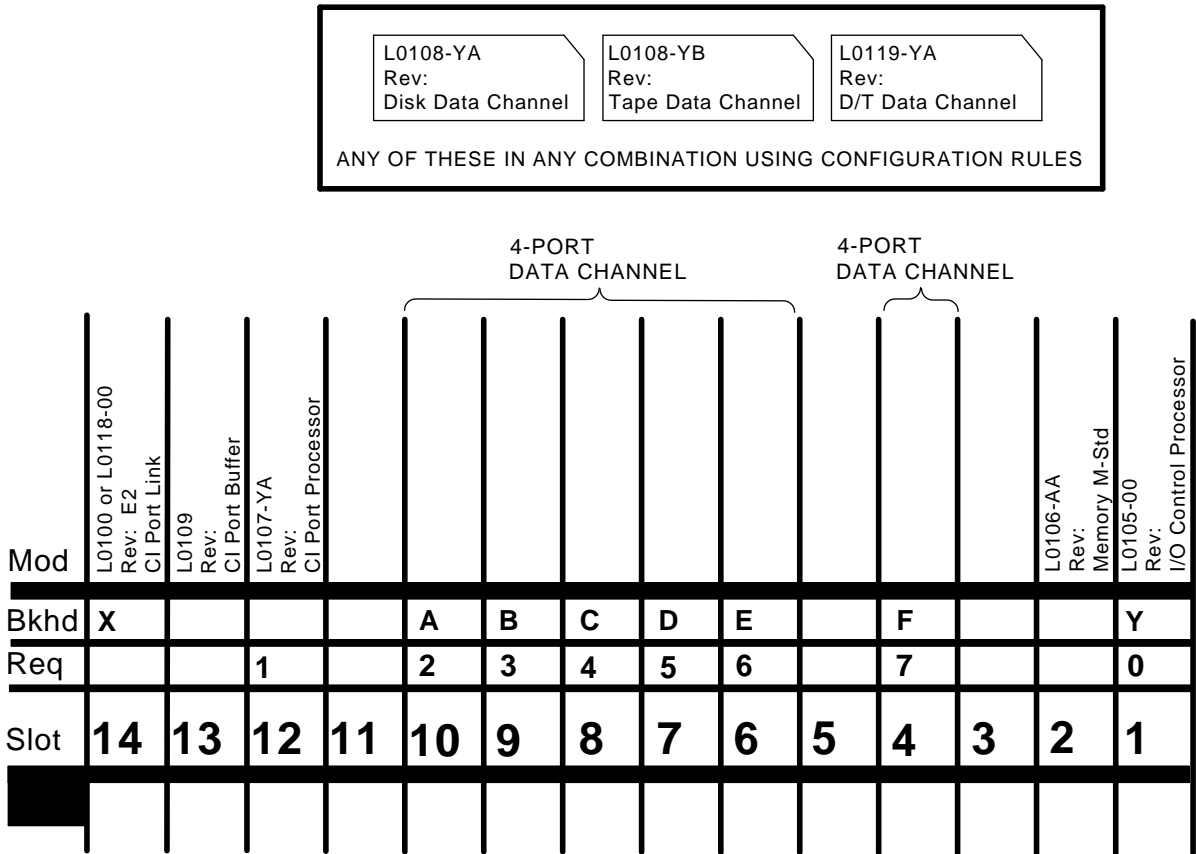 L0108-YA
Rev:
Disk Data Channel
L0108-YB
Rev:
Tape Data Channel
L0119-YA
Rev:
D/T Data Channel
ANY OF THESE IN ANY COMBINATION USING CONFIGURATION RULES
4-PORT
DATA CHANNEL
4-PORT
DATA CHANNEL
Mod
L0100 or L0118-00
Rev: E2
CI Port Link
L0109
Rev:
CI Port Buffer
L0107-YA
Rev:
CI Port Processor
L0106-AA
Rev:
Memory M-Std
L0105-00
Rev:
I/O Control Processor
Bkhd X A B C D E F Y
Req 1 2 3 4 5 6 7 0
Slot 14 13 12 11 10 9 8 7 6 5 4 3 2 1